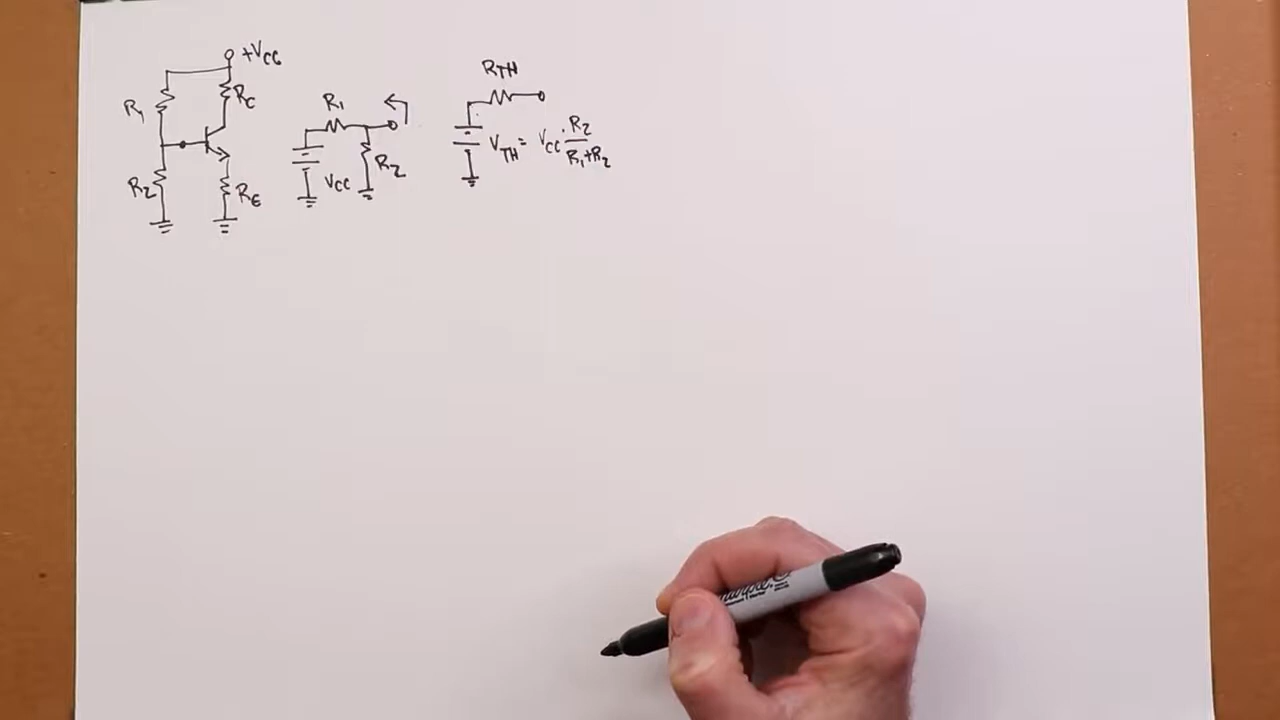 +VCC
R1
RC
R2
RE
R1
R2
VCC
RTH
VTH = VCC · R2
R1+R2